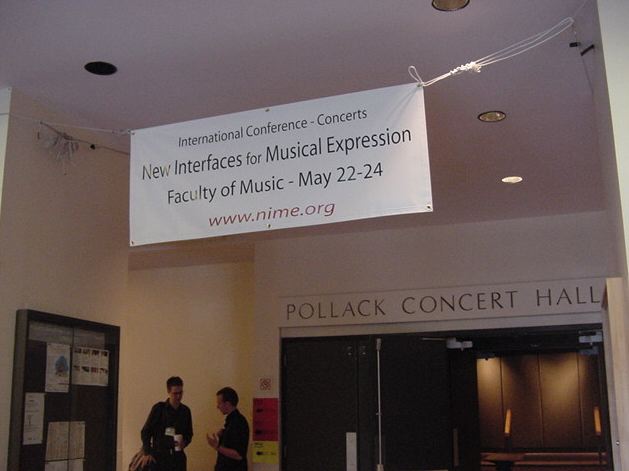 International Conference - Concerts
New Interfaces for Musical Expression
Faculty of Music - May 22-24
www.nime.org
POLLACK CONCERT HALL